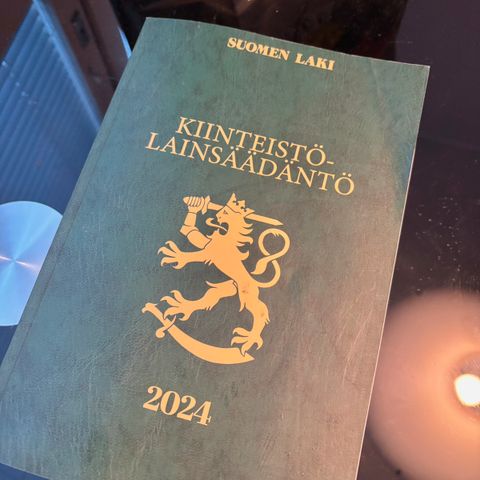 SUOMEN LAKI
KIINTEISTÖ-
LAINSÄÄDÄNTÖ
2024